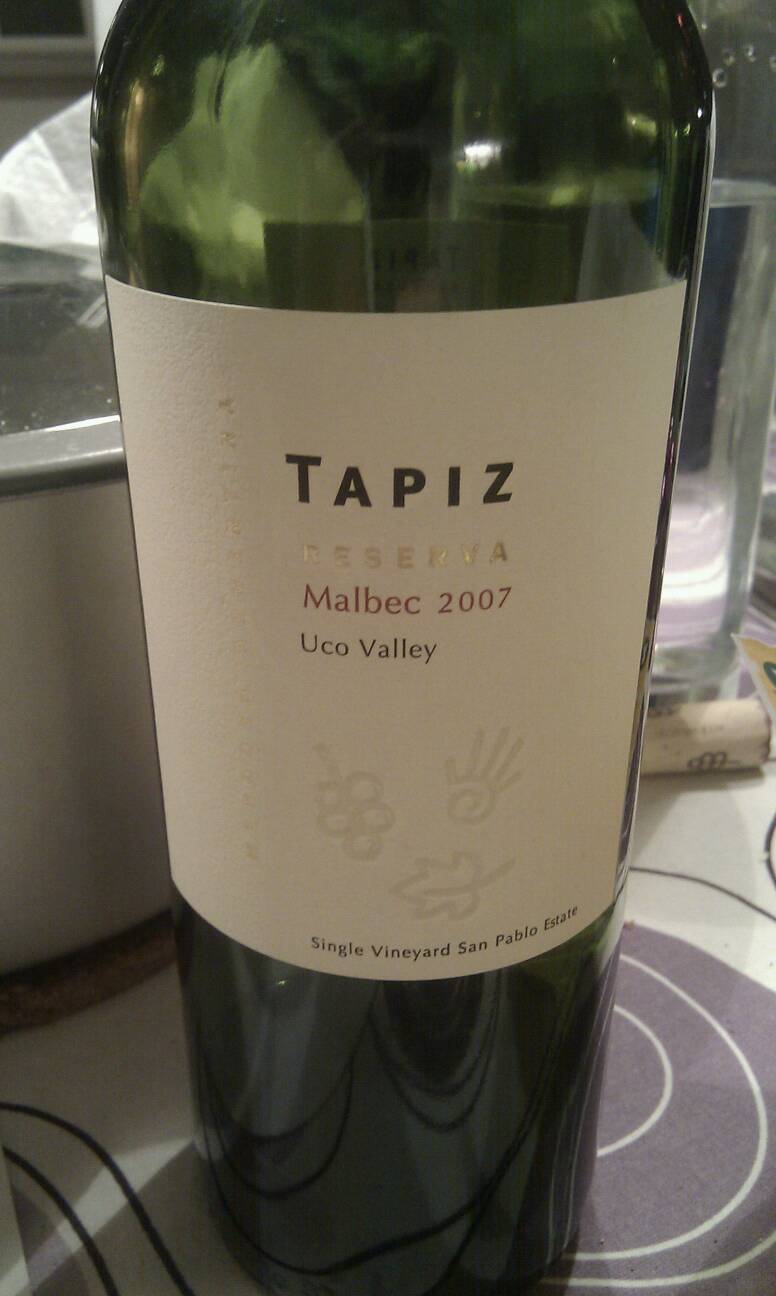 TAPIZ
RESERVA
Malbec 2007
Uco Valley
Single Vineyard San Pablo Estate